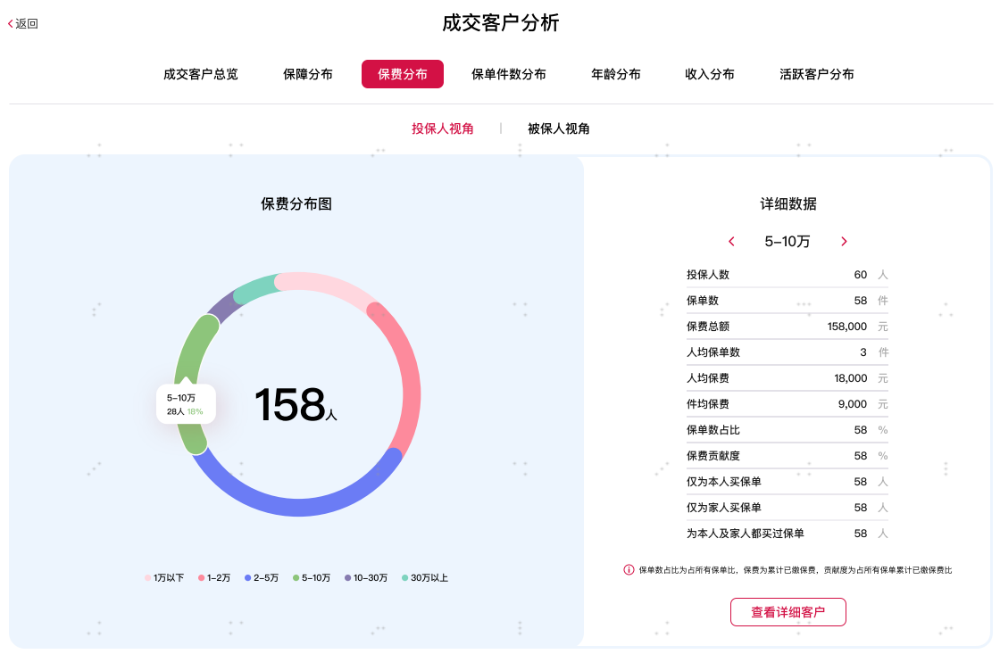 返回
成交客户分析
成交客户总览 保障分布 保费分布 保单件数分布 年龄分布 收入分布 活跃客户分布
投保人视角 | 被保人视角
保费分布图
5-10万
28人 18%
158人
1万以下 1-2万 2-5万 5-10万 10-30万 30万以上
详细数据
5-10万
投保人数 60 人
保单数 58 件
保费总额 158,000 元
人均保单数 3 件
人均保费 18,000 元
件均保费 9,000 元
保单数占比 58 %
保费贡献度 58 %
仅为本人买保单 58 人
仅为家人买保单 58 人
为本人及家人都买过保单 58 人
保单数占比为占所有保单比，保费为累计已缴保费，贡献度为占所有保单累计已缴保费比
查看详细客户